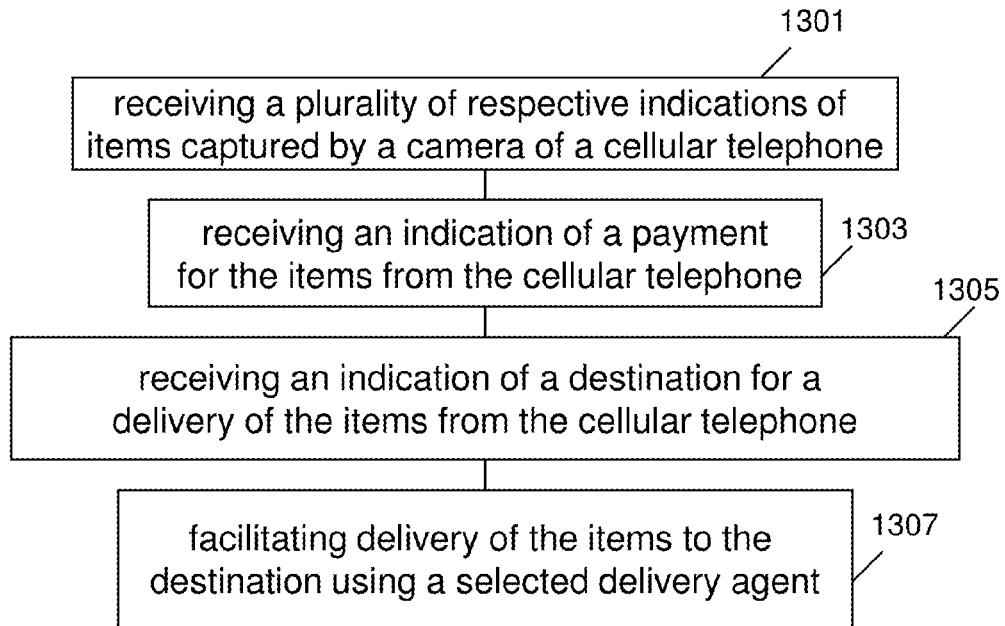 1301
receiving a plurality of respective indications of
items captured by a camera of a cellular telephone
receiving an indication of a payment
for the items from the cellular telephone
1303
1305
receiving an indication of a destination for a
delivery of the items from the cellular telephone
facilitating delivery of the items to the
destination using a selected delivery agent
1307